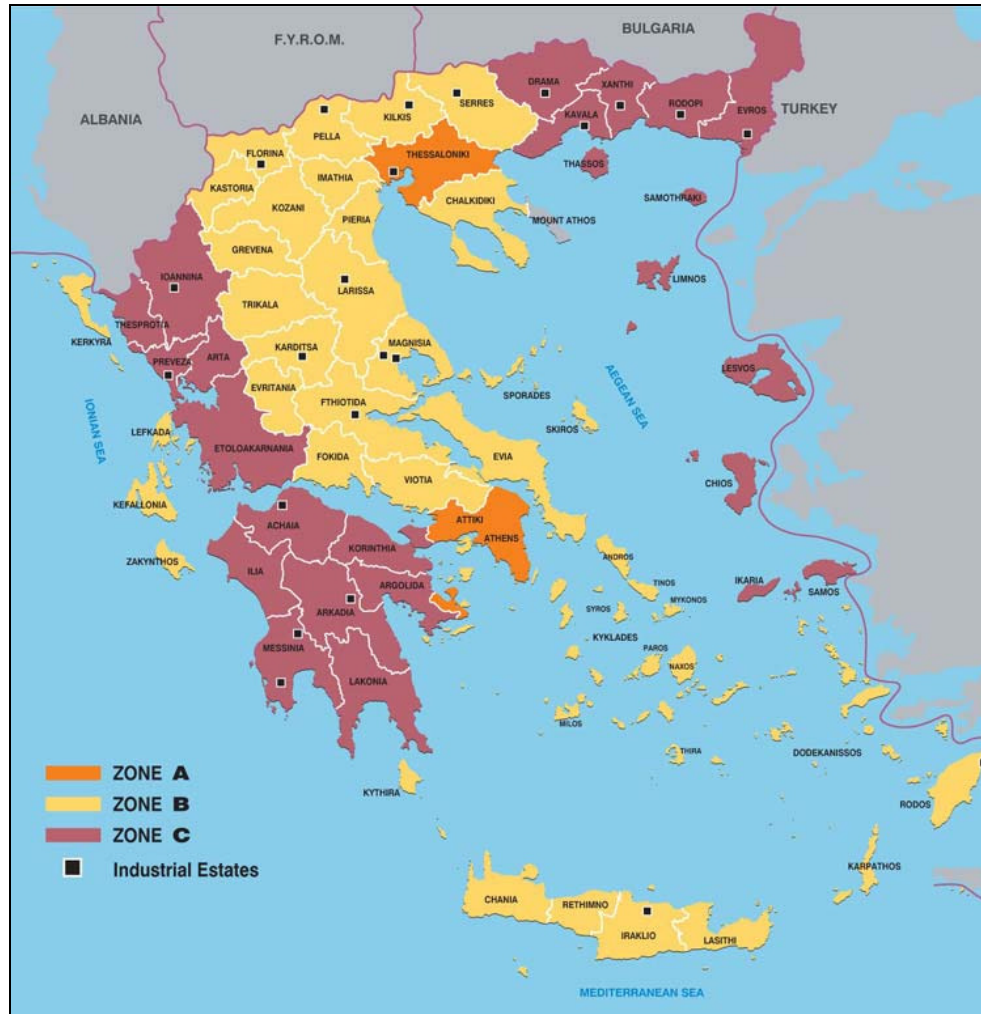 BULGARIA
F.Y.R.O.M.
DRAMA
XANTHI
SERRES
RODOPI
EVROS
TURKEY
KAVALA
KILKIS
ALBANIA
PELLA
THESSALONIKI
FLORINA
THASSOS
KASTORIA
IMATHIA
KOZANI
CHALKIDIKI
SAMOTHRAKI
PIERIA
MOUNT ATHOS
GREVENA
IOANNINA
LIMNOS
LARISSA
TRIKALA
THESPROTIA
KERKYRA
MAGNISIA
KARDITSA
ARTA
PREVEZA
LESVOS
EVRITANIA
SPORADES
AEGEAN SEA
FTHIOTIDA
IONIAN SEA
LEFKADA
SKIROS
ETOLOAKARNANIA
FOKIDA
EVIA
VIOTIA
CHIOS
KEFALLONIA
ATTIKI
ACHAIA
ATHENS
KORINTHIA
ZAKYNTHOS
ANDROS
ILIA
ARGOLIDA
TINOS
IKARIA
SAMOS
ARKADIA
MYKONOS
SYROS
KYKLADES
MESSINIA
PAROS
NAXOS
LAKONIA
MILOS
THIRA
DODEKANISSOS
ZONE A
KYTHIRA
ZONE B
RODOS
ZONE C
Industrial Estates
KARPATHOS
CHANIA
RETHIMNO
IRAKLIO
LASITHI
MEDITERRANEAN SEA